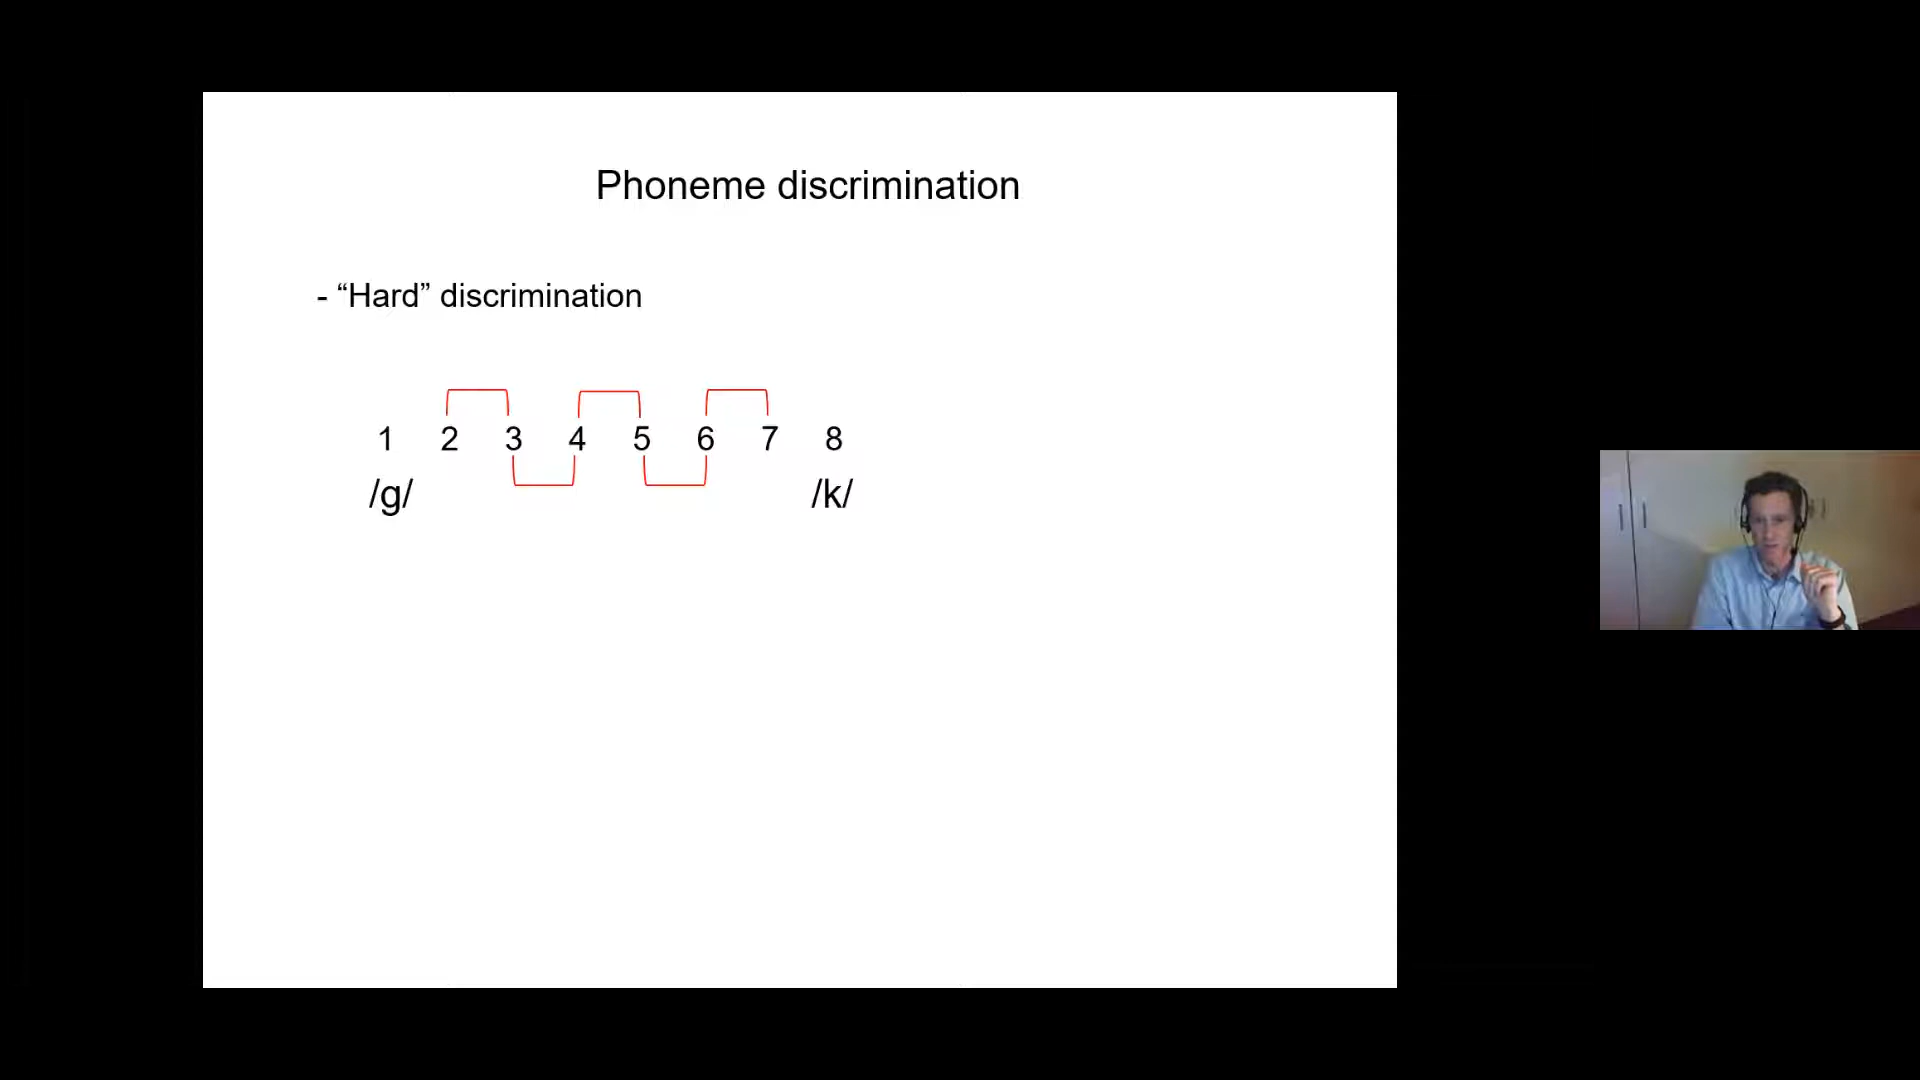 Phoneme discrimination
- “Hard” discrimination
1 2 3 4 5 6 7 8
/g/ /k/